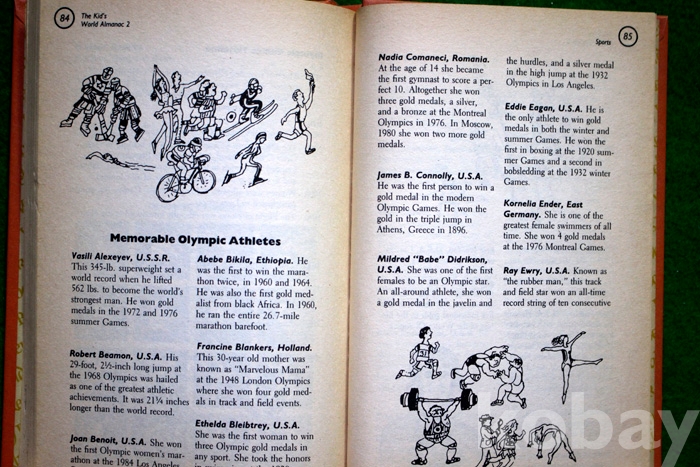 84
The Kid's
World Almanac 2
Memorable Olympic Athletes
Vasili Alexeyev, U.S.S.R.
This 345-lb. superweight set a
world record when he lifted
562 lbs. to become the world's
strongest man. He won gold
medals in the 1972 and 1976
summer Games.
Robert Beamon, U.S.A. His
29-foot, 2½-inch long jump at
the 1968 Olympics was hailed
as one of the greatest athletic
achievements. It was 21¾ inches
longer than the world record.
Joan Benoit, U.S.A. She won
the first Olympic women's mar-
athon at the 1984 Los Angeles
Abebe Bikila, Ethiopia. He
was the first to win the mara-
thon twice, in 1960 and 1964.
He was also the first gold med-
alist from black Africa. In 1960,
he ran the entire 26.7-mile
marathon barefoot.
Francine Blankers, Holland.
This 30-year old mother was
known as "Marvelous Mama"
at the 1948 London Olympics
where she won four gold med-
als in track and field events.
Ethelda Bleibtrey, U.S.A.
She was the first woman to win
three Olympic gold medals in
any sport. She took the honors
Sports
85
Nadia Comaneci, Romania.
At the age of 14 she became
the first gymnast to score a per-
fect 10. Altogether she won
three gold medals, a silver,
and a bronze at the Montreal
Olympics in 1976. In Moscow,
1980 she won two more gold
medals.
James B. Connolly, U.S.A.
He was the first person to win a
gold medal in the modern
Olympic Games. He won the
gold in the triple jump in
Athens, Greece in 1896.
Mildred "Babe" Didrikson,
U.S.A. She was one of the first
females to be an Olympic star.
An all-around athlete, she won
a gold medal in the javelin and
the hurdles, and a silver medal
in the high jump at the 1932
Olympics in Los Angeles.
Eddie Eagan, U.S.A. He is
the only athlete to win gold
medals in both the winter and
summer Games. He won the
first in boxing at the 1920 sum-
mer Games and a second in
bobsledding at the 1932 winter
Games.
Kornelia Ender, East
Germany. She is one of the
greatest female swimmers of all
time. She won 4 gold medals
at the 1976 Montreal Games.
Ray Ewry, U.S.A. Known as
"the rubber man," this track
and field star won an all-time
record string of ten consecutive